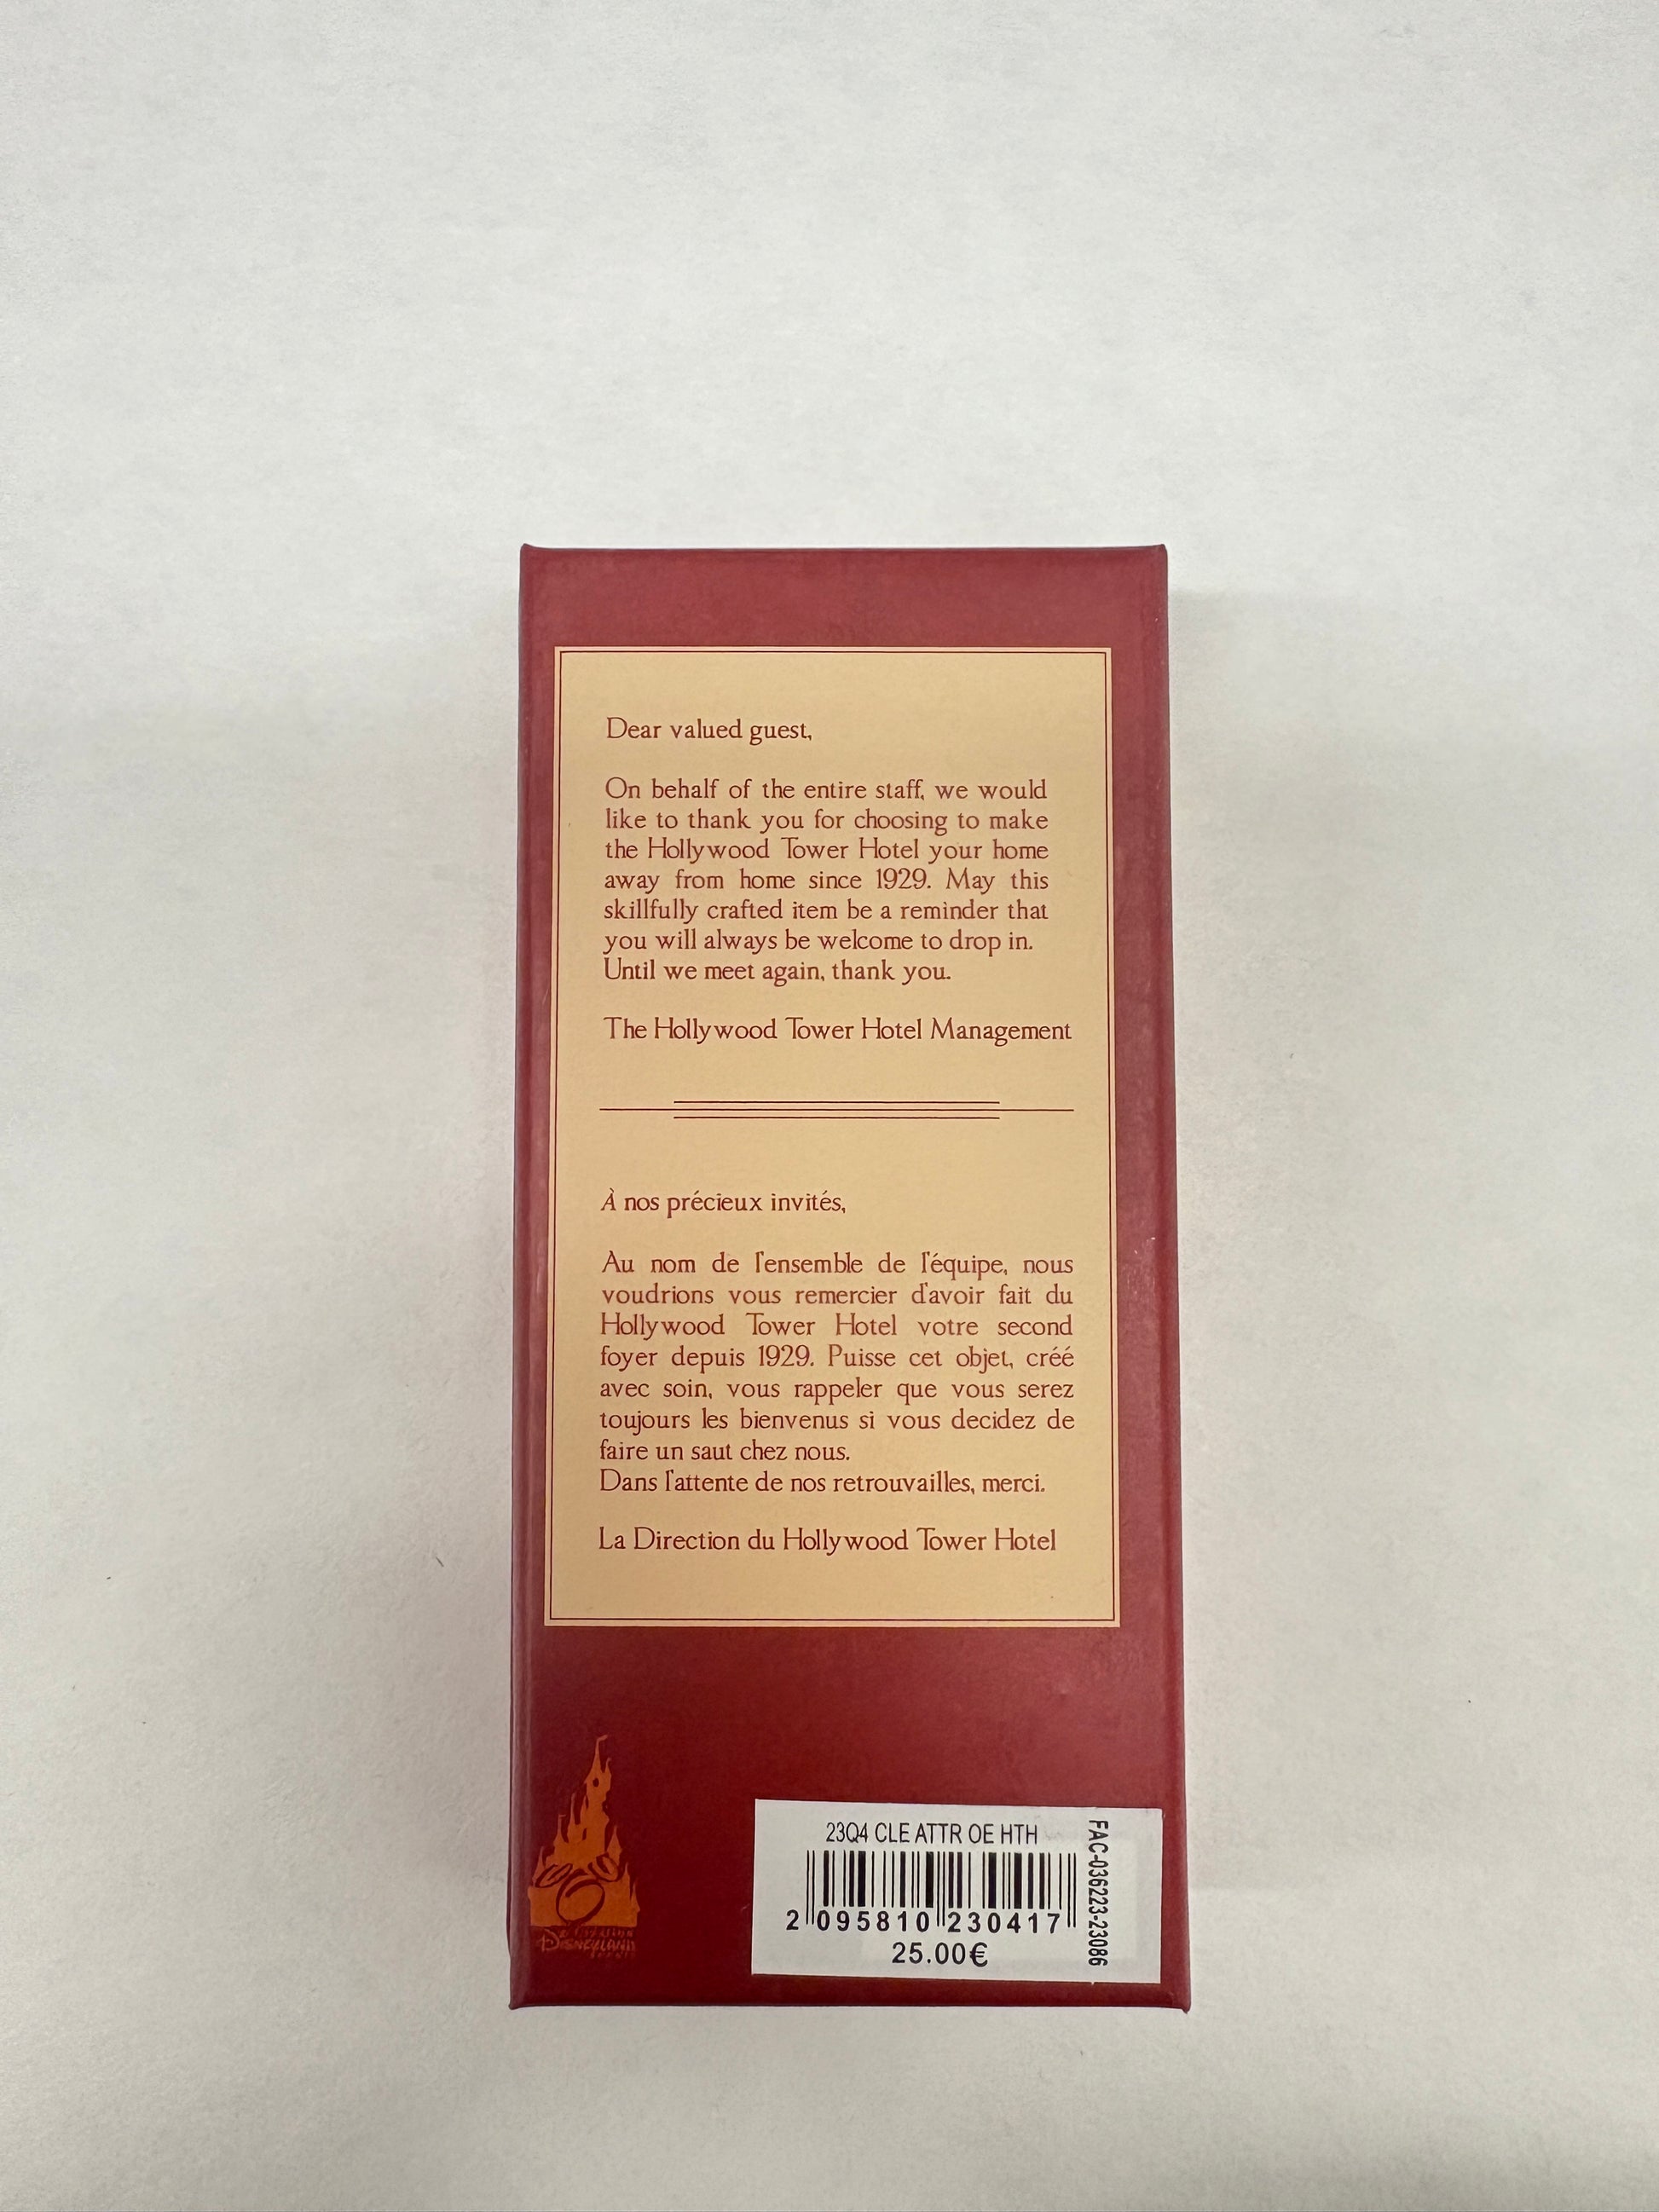 Dear valued guest,
On behalf of the entire staff, we would
like to thank you for choosing to make
the Hollywood Tower Hotel your home
away from home since 1929. May this
skillfully crafted item be a reminder that
you will always be welcome to drop in.
Until we meet again, thank you.
The Hollywood Tower Hotel Management
À nos précieux invités,
Au nom de l'ensemble de l'équipe, nous
voudrions vous remercier d'avoir fait du
Hollywood Tower Hotel votre second
foyer depuis 1929. Puisse cet objet, créé
avec soin, vous rappeler que vous serez
toujours les bienvenus si vous decidez de
faire un saut chez nous.
Dans l'attente de nos retrouvailles, merci.
La Direction du Hollywood Tower Hotel
DISNEYLAND
23Q4 CLE ATTR OE HTH
2 095810 230417
25.00€
FAC-036223-23086